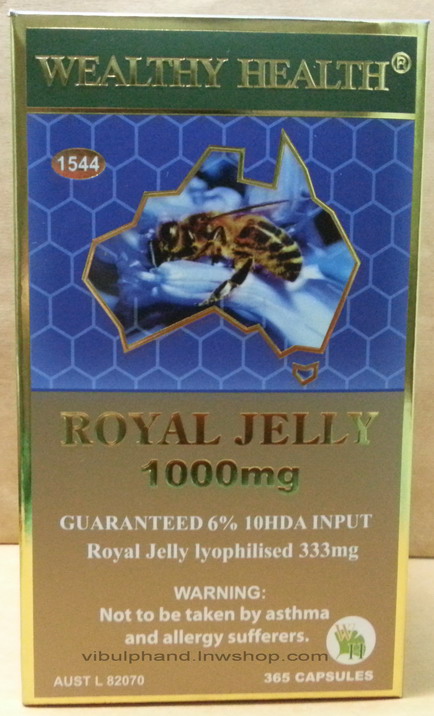 WEALTHY HEALTH®
1544
ROYAL JELLY
1000mg
GUARANTEED 6% 10HDA INPUT
Royal Jelly lyophilised 333mg
WARNING:
Not to be taken by asthma
and allergy sufferers.
vibulphand.lnwshop.com
AUST L 82070
365 CAPSULES